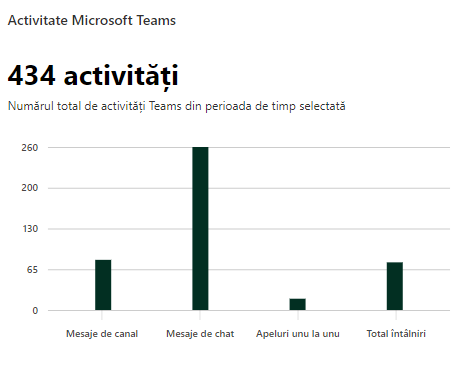 Activitate Microsoft Teams
434 activități
Numărul total de activități Teams din perioada de timp selectată
260
200
130
65
0
Mesaje de canal
Mesaje de chat
Apeluri unu la unu
Total întâlniri